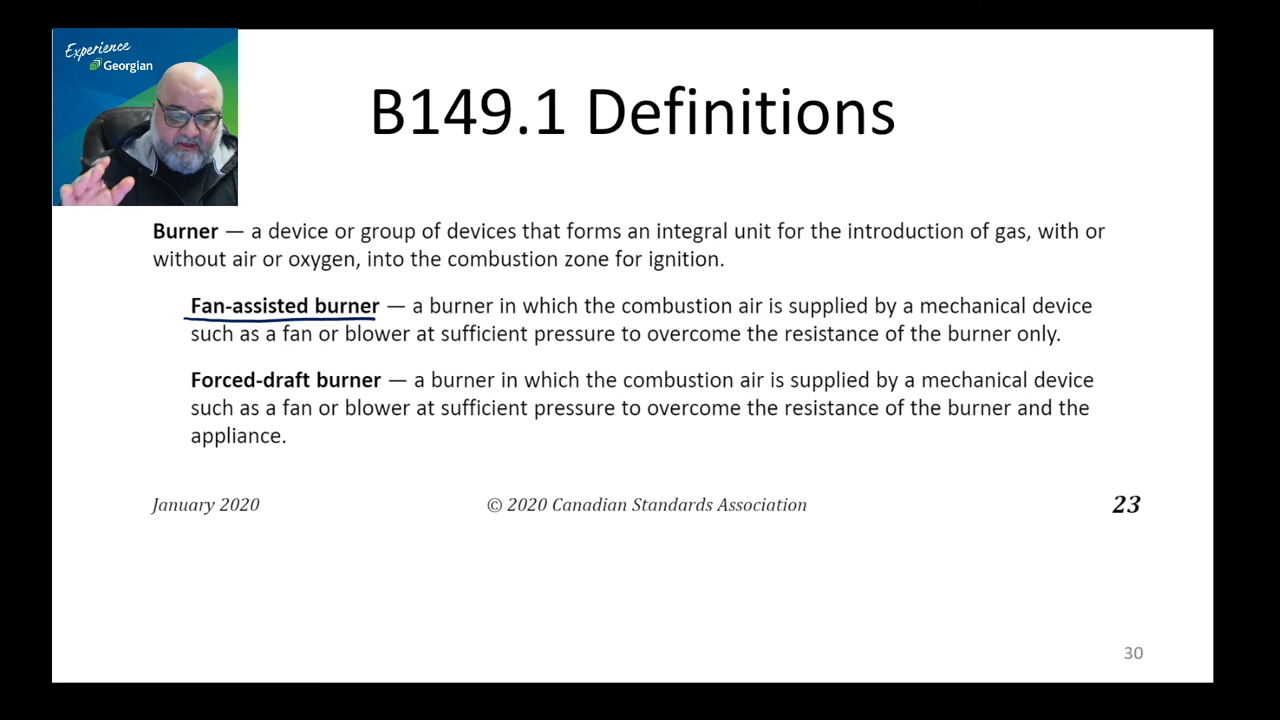 Experience
Georgian
B149.1 Definitions
Burner — a device or group of devices that forms an integral unit for the introduction of gas, with or
without air or oxygen, into the combustion zone for ignition.
Fan-assisted burner — a burner in which the combustion air is supplied by a mechanical device
such as a fan or blower at sufficient pressure to overcome the resistance of the burner only.
Forced-draft burner — a burner in which the combustion air is supplied by a mechanical device
such as a fan or blower at sufficient pressure to overcome the resistance of the burner and the
appliance.
January 2020 © 2020 Canadian Standards Association 23
30